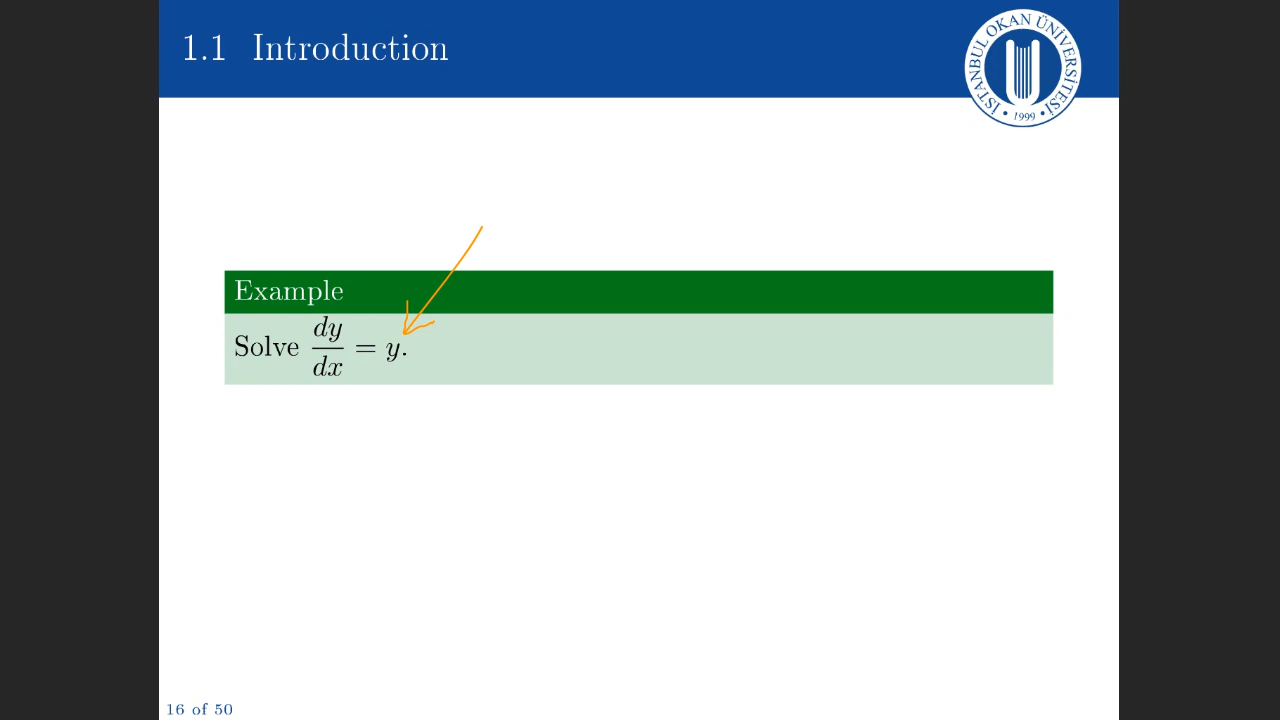 1.1 Introduction
İSTANBUL OKAN ÜNİVERSİTESİ
• 1999 •
Example
Solve dy/dx = y.
16 of 50